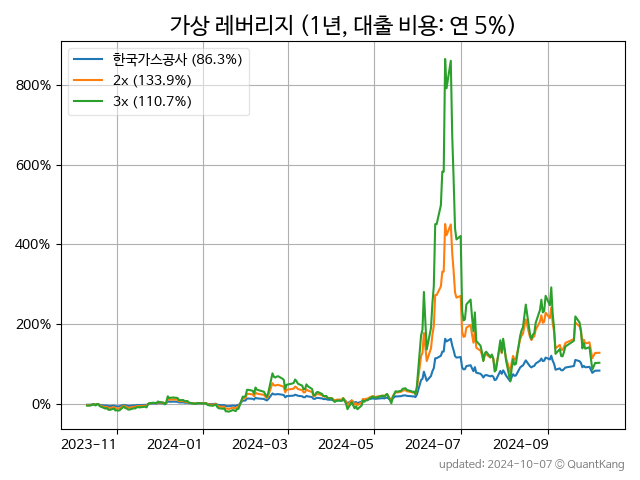 가상 레버리지 (1년, 대출 비용: 연 5%)
한국가스공사 (86.3%)
2x (133.9%)
3x (110.7%)
800%
600%
400%
200%
0%
2023-11 2024-01 2024-03 2024-05 2024-07 2024-09
updated: 2024-10-07 © QuantKang